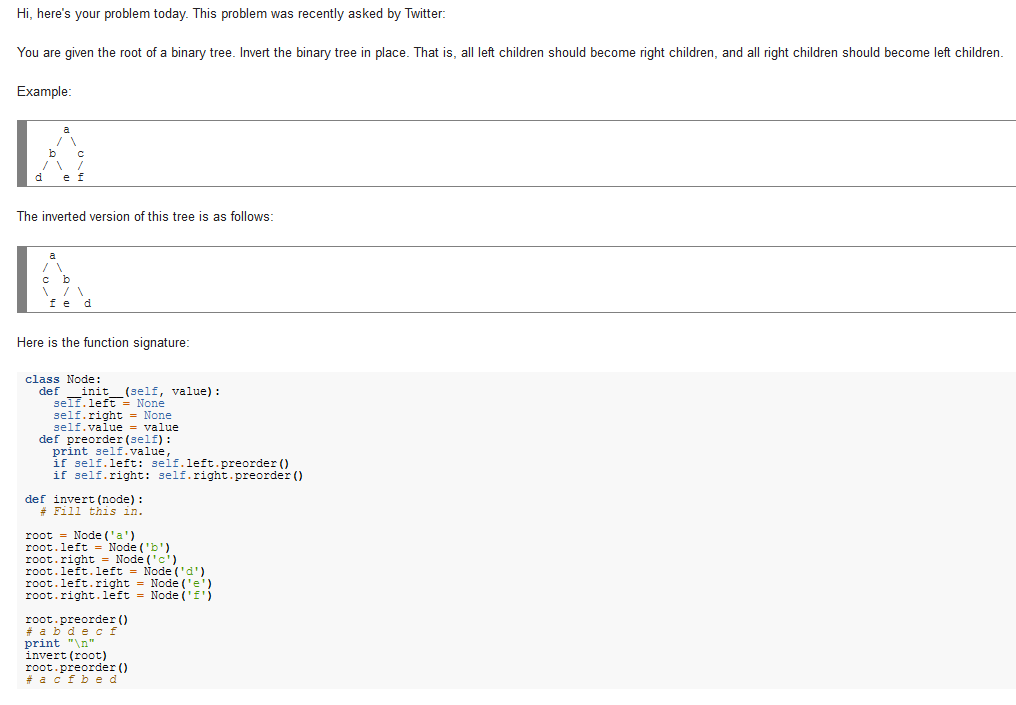 Hi, here's your problem today. This problem was recently asked by Twitter:
You are given the root of a binary tree. Invert the binary tree in place. That is, all left children should become right children, and all right children should become left children.
Example:
    a
   / \
  b   c
 / \  /
d   e f
The inverted version of this tree is as follows:
  a
 / \
 c  b
 \  / \
  f e  d
Here is the function signature:
class Node:
  def __init__(self, value):
    self.left = None
    self.right = None
    self.value = value
  def preorder(self):
    print self.value,
    if self.left: self.left.preorder()
    if self.right: self.right.preorder()
def invert(node):
  # Fill this in.
root = Node('a')
root.left = Node('b')
root.right = Node('c')
root.left.left = Node('d')
root.left.right = Node('e')
root.right.left = Node('f')
root.preorder()
# a b d e c f
print "\n"
invert(root)
root.preorder()
# a c f b e d